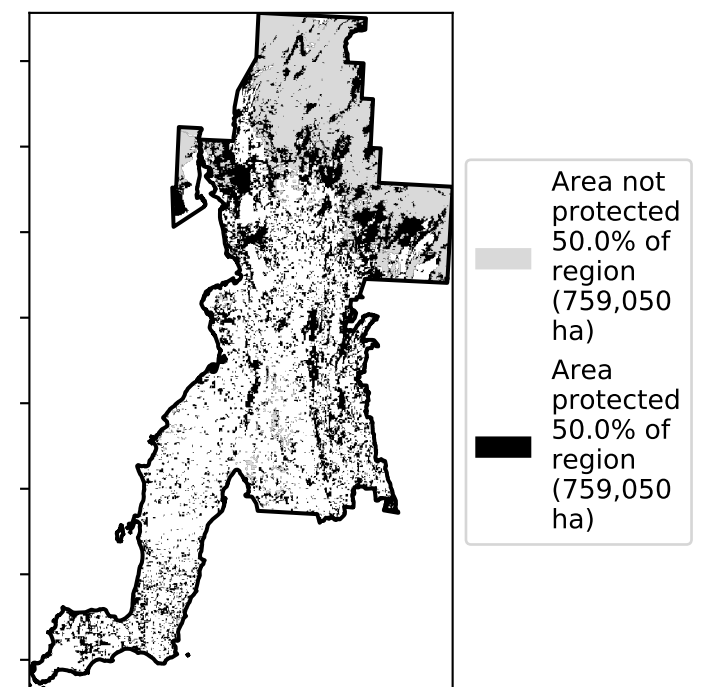 Area not
protected
50.0% of
region
(759,050
ha)
Area
protected
50.0% of
region
(759,050
ha)